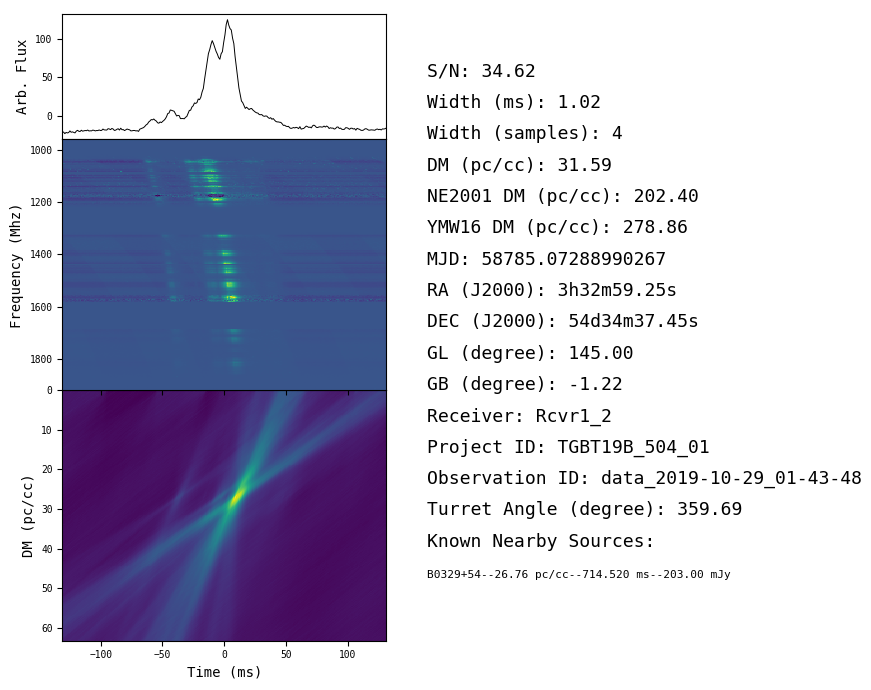 100
50
0
Arb. Flux
1000
1200
1400
1600
1800
Frequency (Mhz)
0
10
20
30
40
50
60
DM (pc/cc)
−100 −50 0 50 100
Time (ms)
S/N: 34.62
Width (ms): 1.02
Width (samples): 4
DM (pc/cc): 31.59
NE2001 DM (pc/cc): 202.40
YMW16 DM (pc/cc): 278.86
MJD: 58785.07288990267
RA (J2000): 3h32m59.25s
DEC (J2000): 54d34m37.45s
GL (degree): 145.00
GB (degree): -1.22
Receiver: Rcvr1_2
Project ID: TGBT19B_504_01
Observation ID: data_2019-10-29_01-43-48
Turret Angle (degree): 359.69
Known Nearby Sources:
B0329+54--26.76 pc/cc--714.520 ms--203.00 mJy